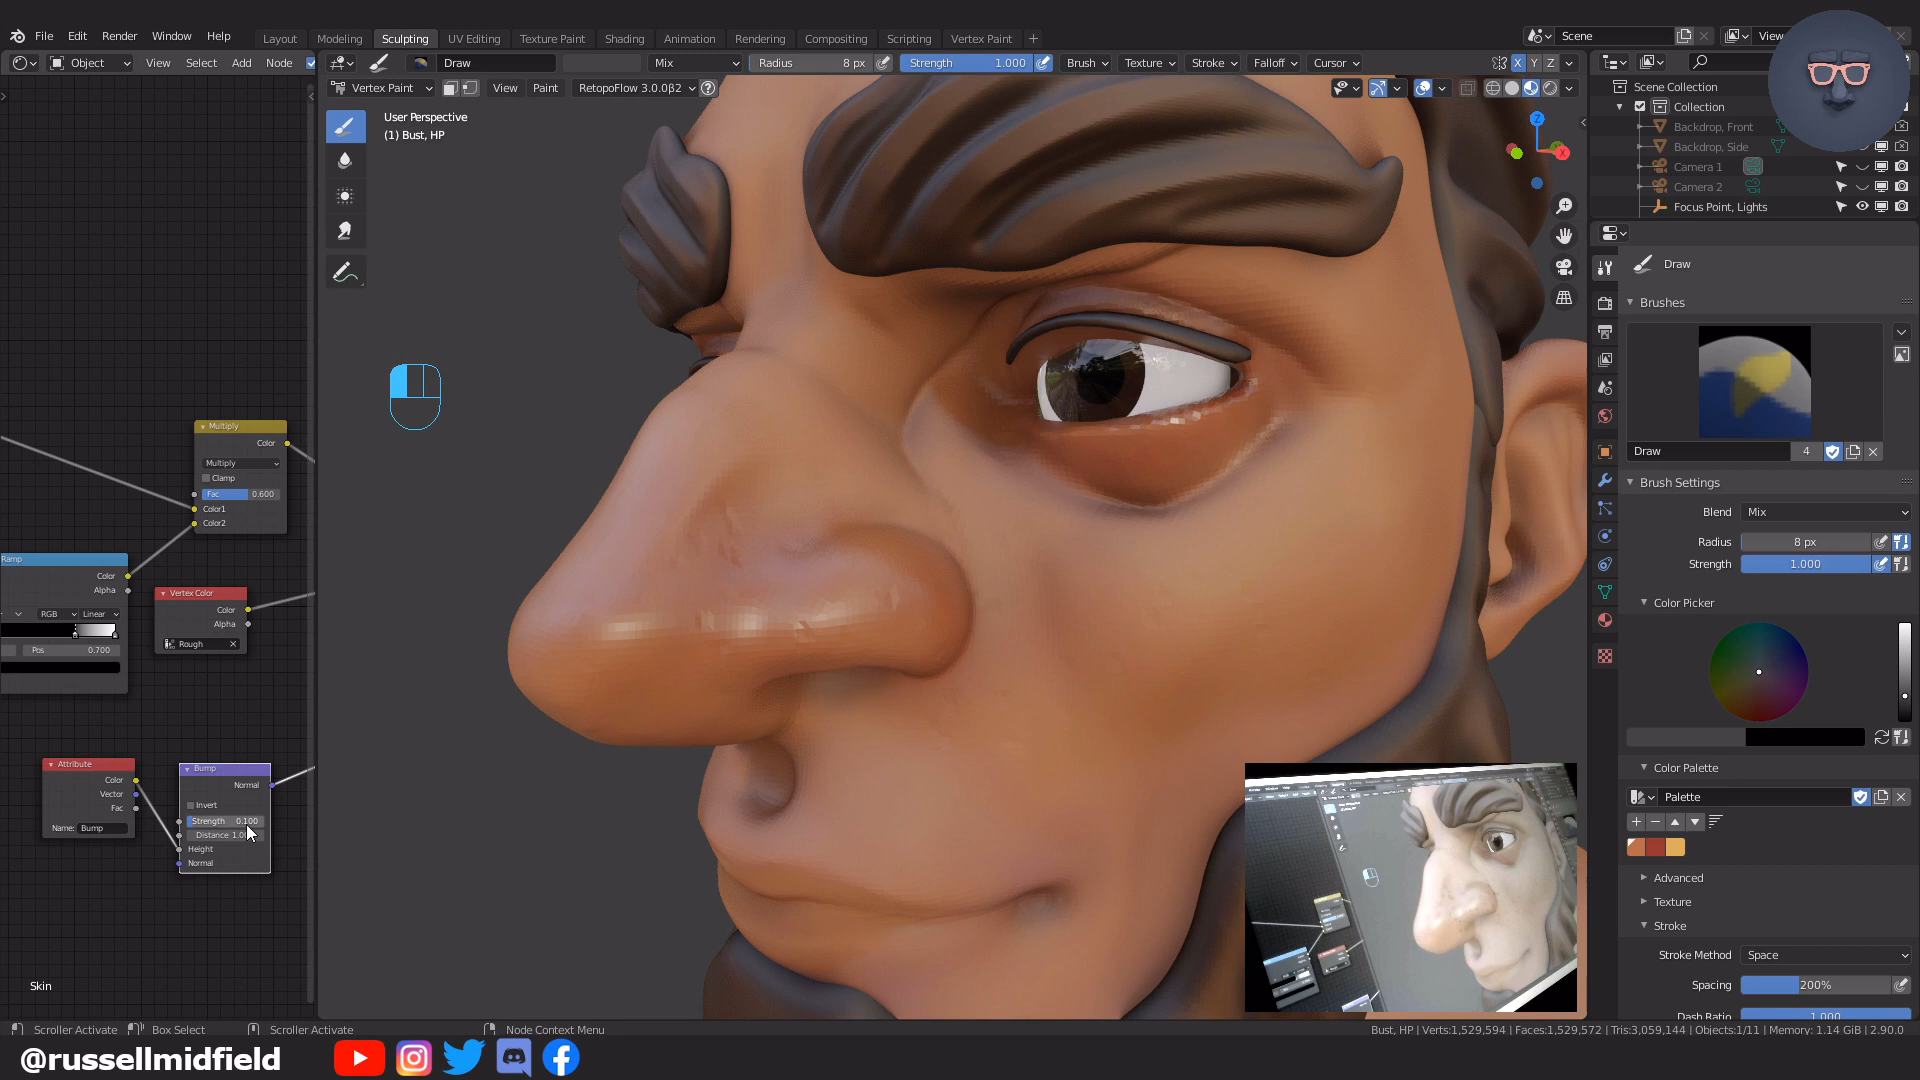 File Edit Render Window Help
Layout Modeling Sculpting UV Editing Texture Paint Shading Animation Rendering Compositing Scripting Vertex Paint
Scene
View
Object View Select Add Node
Draw Mix Radius 8 px Strength 1.000 Brush Texture Stroke Falloff Cursor X Y Z
Vertex Paint View Paint RetopoFlow 3.0.0β2
User Perspective
(1) Bust, HP
Z
X
Scene Collection
Collection
Backdrop, Front
Backdrop, Side
Camera 1
Camera 2
Focus Point, Lights
Draw
Brushes
Draw 4
Brush Settings
Blend Mix
Radius 8 px
Strength 1.000
Color Picker
Color Palette
Palette
Advanced
Texture
Stroke
Stroke Method Space
Spacing 200%
Dash Ratio 1.000
Multiply
Color
Multiply
Clamp
Fac 0.600
Color1
Color2
Ramp
Color
Alpha
RGB Linear
Pos 0.700
Vertex Color
Color
Alpha
Rough
Attribute
Color
Vector
Fac
Name: Bump
Bump
Normal
Invert
Strength 0.100
Distance 1.0
Height
Normal
Skin
Scroller Activate Box Select Scroller Activate Node Context Menu
Bust, HP | Verts:1,529,594 | Faces:1,529,572 | Tris:3,059,144 | Objects:1/11 | Memory: 1.14 GiB | 2.90.0
@russellmidfield